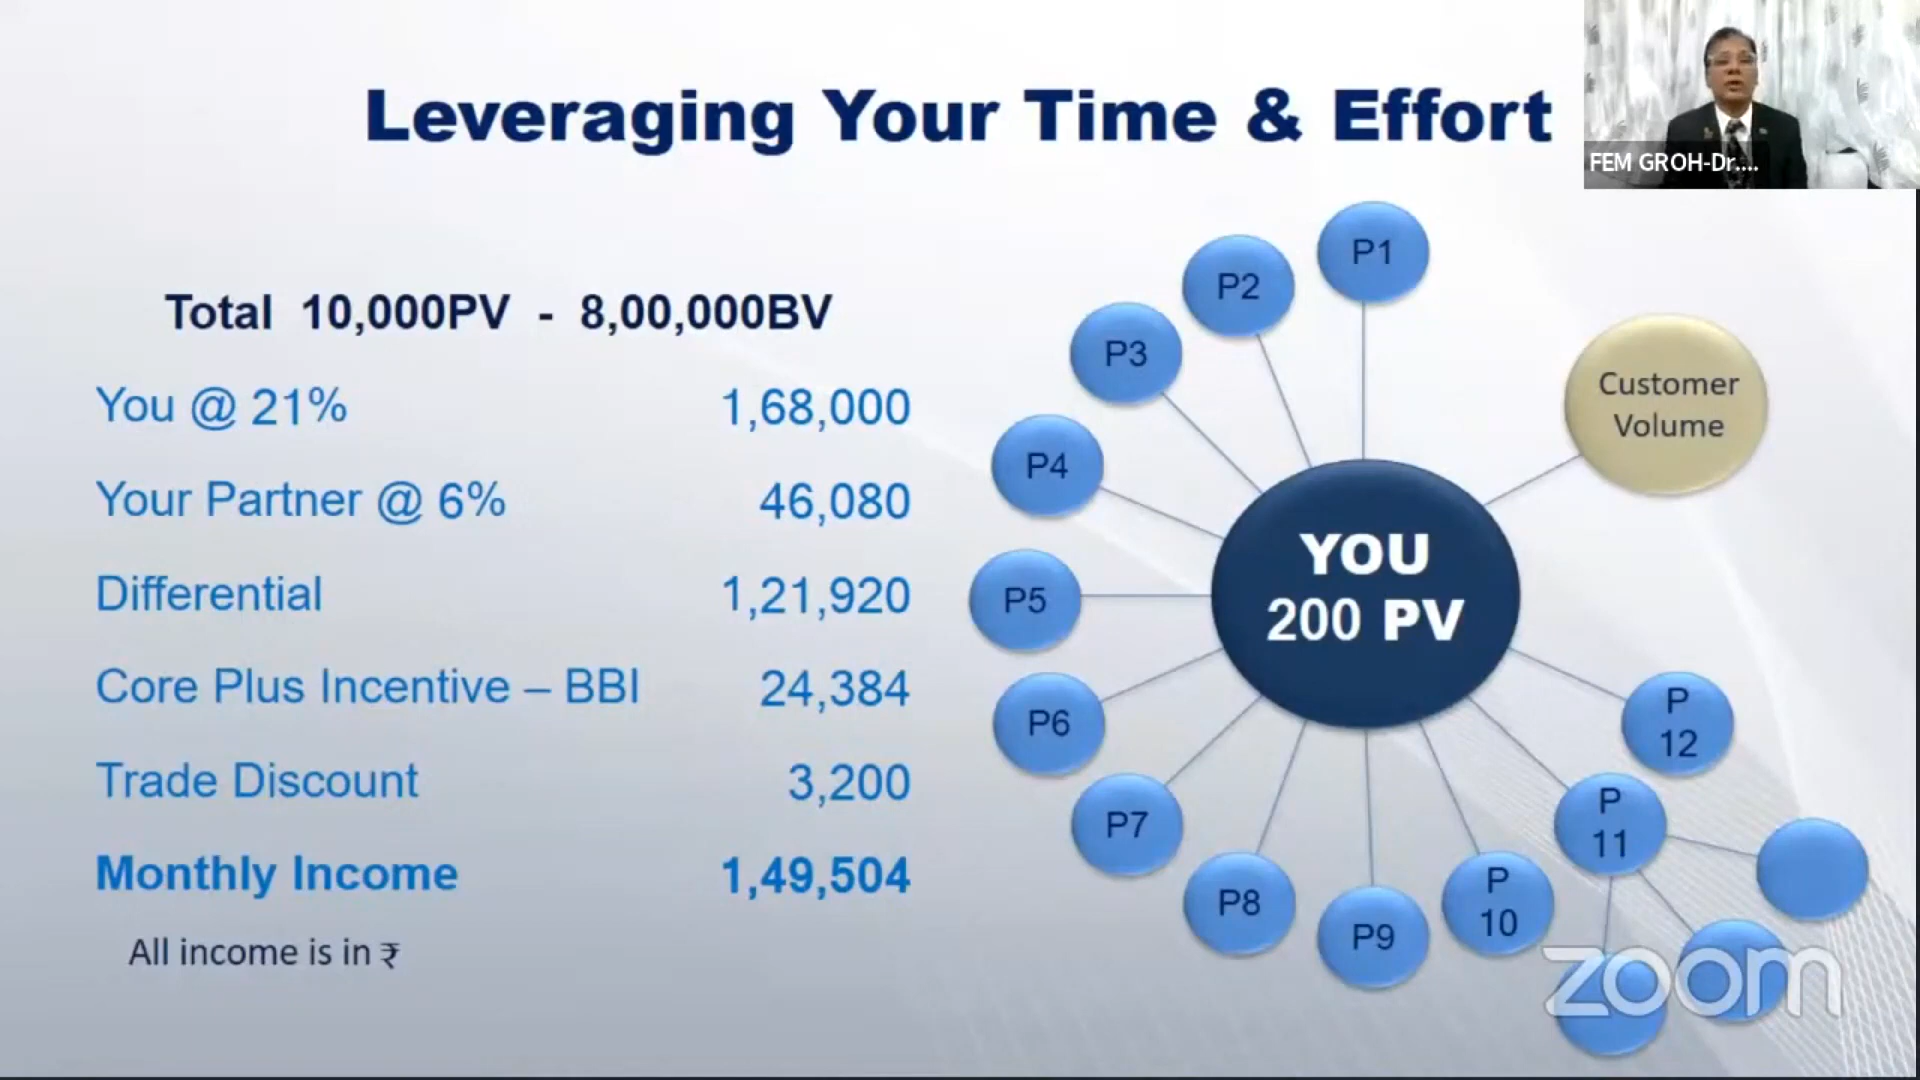 Leveraging Your Time & Effort
FEM GROH-Dr....
Total 10,000PV - 8,00,000BV
You @ 21% 1,68,000
Your Partner @ 6% 46,080
Differential 1,21,920
Core Plus Incentive – BBI 24,384
Trade Discount 3,200
Monthly Income 1,49,504
All income is in ₹
P1
P2
P3
P4
P5
P6
P7
P8
P9
P
10
P
11
P
12
Customer
Volume
YOU
200 PV
zoom